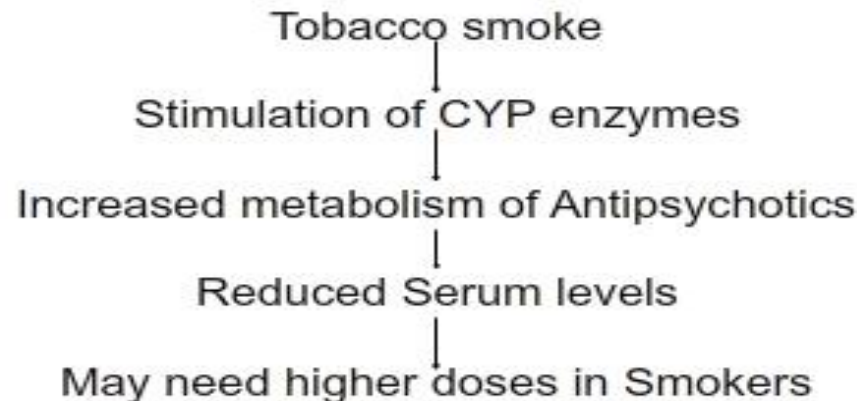 Tobacco smoke
Stimulation of CYP enzymes
Increased metabolism of Antipsychotics
Reduced Serum levels
May need higher doses in Smokers